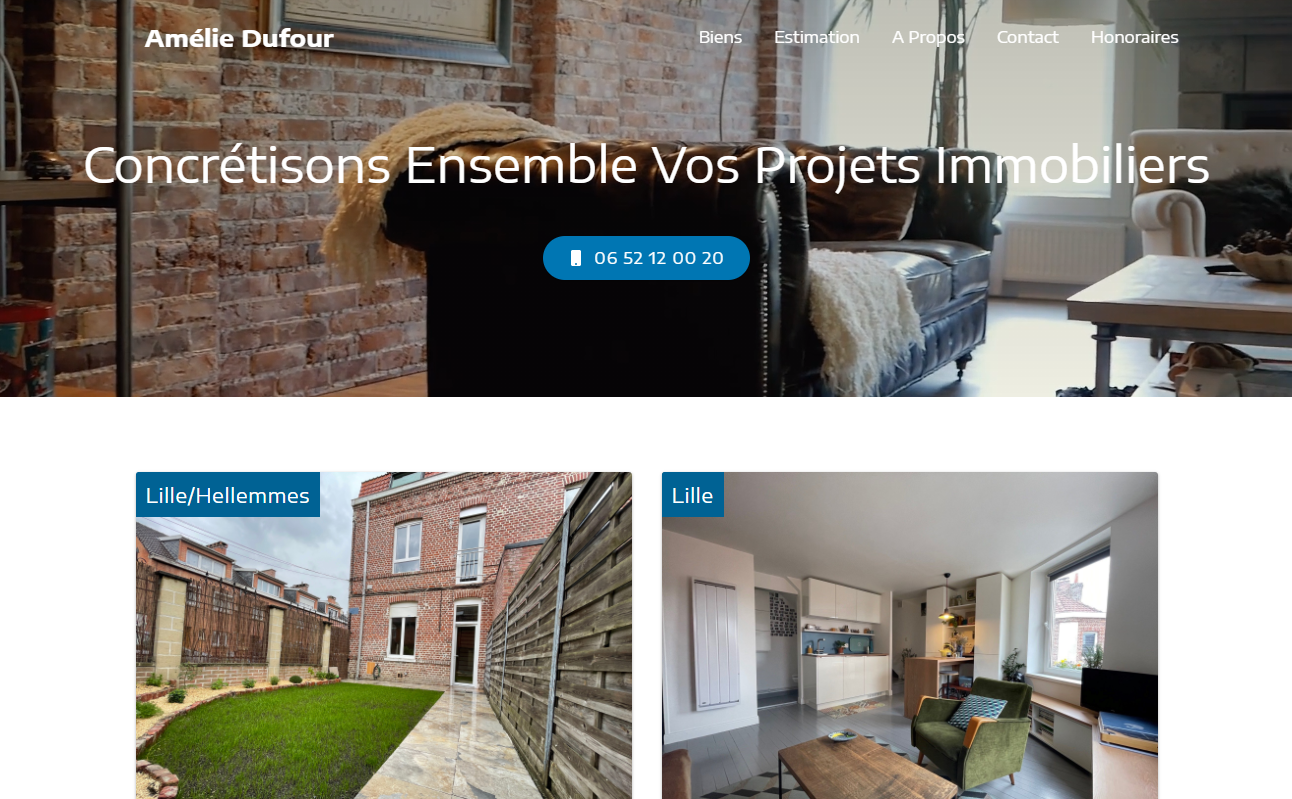 Amélie Dufour
Biens
Estimation
A Propos
Contact
Honoraires
Concrétisons Ensemble Vos Projets Immobiliers
06 52 12 00 20
Lille/Hellemmes
Lille